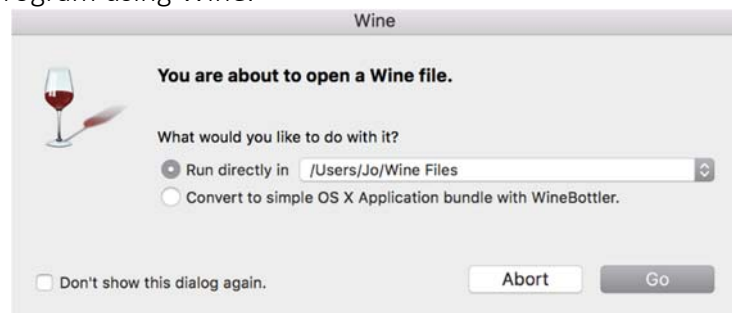 rogram using Wine.
Wine
You are about to open a Wine file.
What would you like to do with it?
Run directly in /Users/Jo/Wine Files
Convert to simple OS X Application bundle with WineBottler.
Don't show this dialog again.
Abort
Go